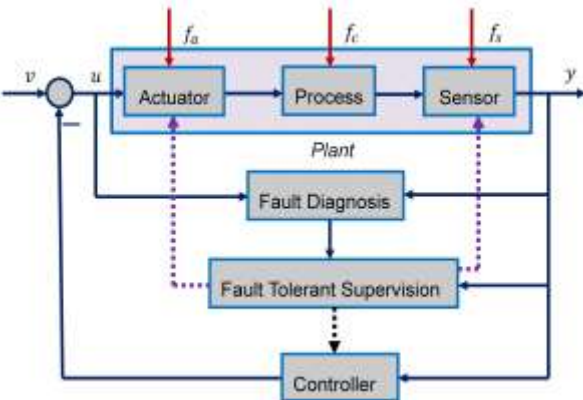 fa fc fs
v u y
Actuator Process Sensor
Plant
Fault Diagnosis
Fault Tolerant Supervision
Controller